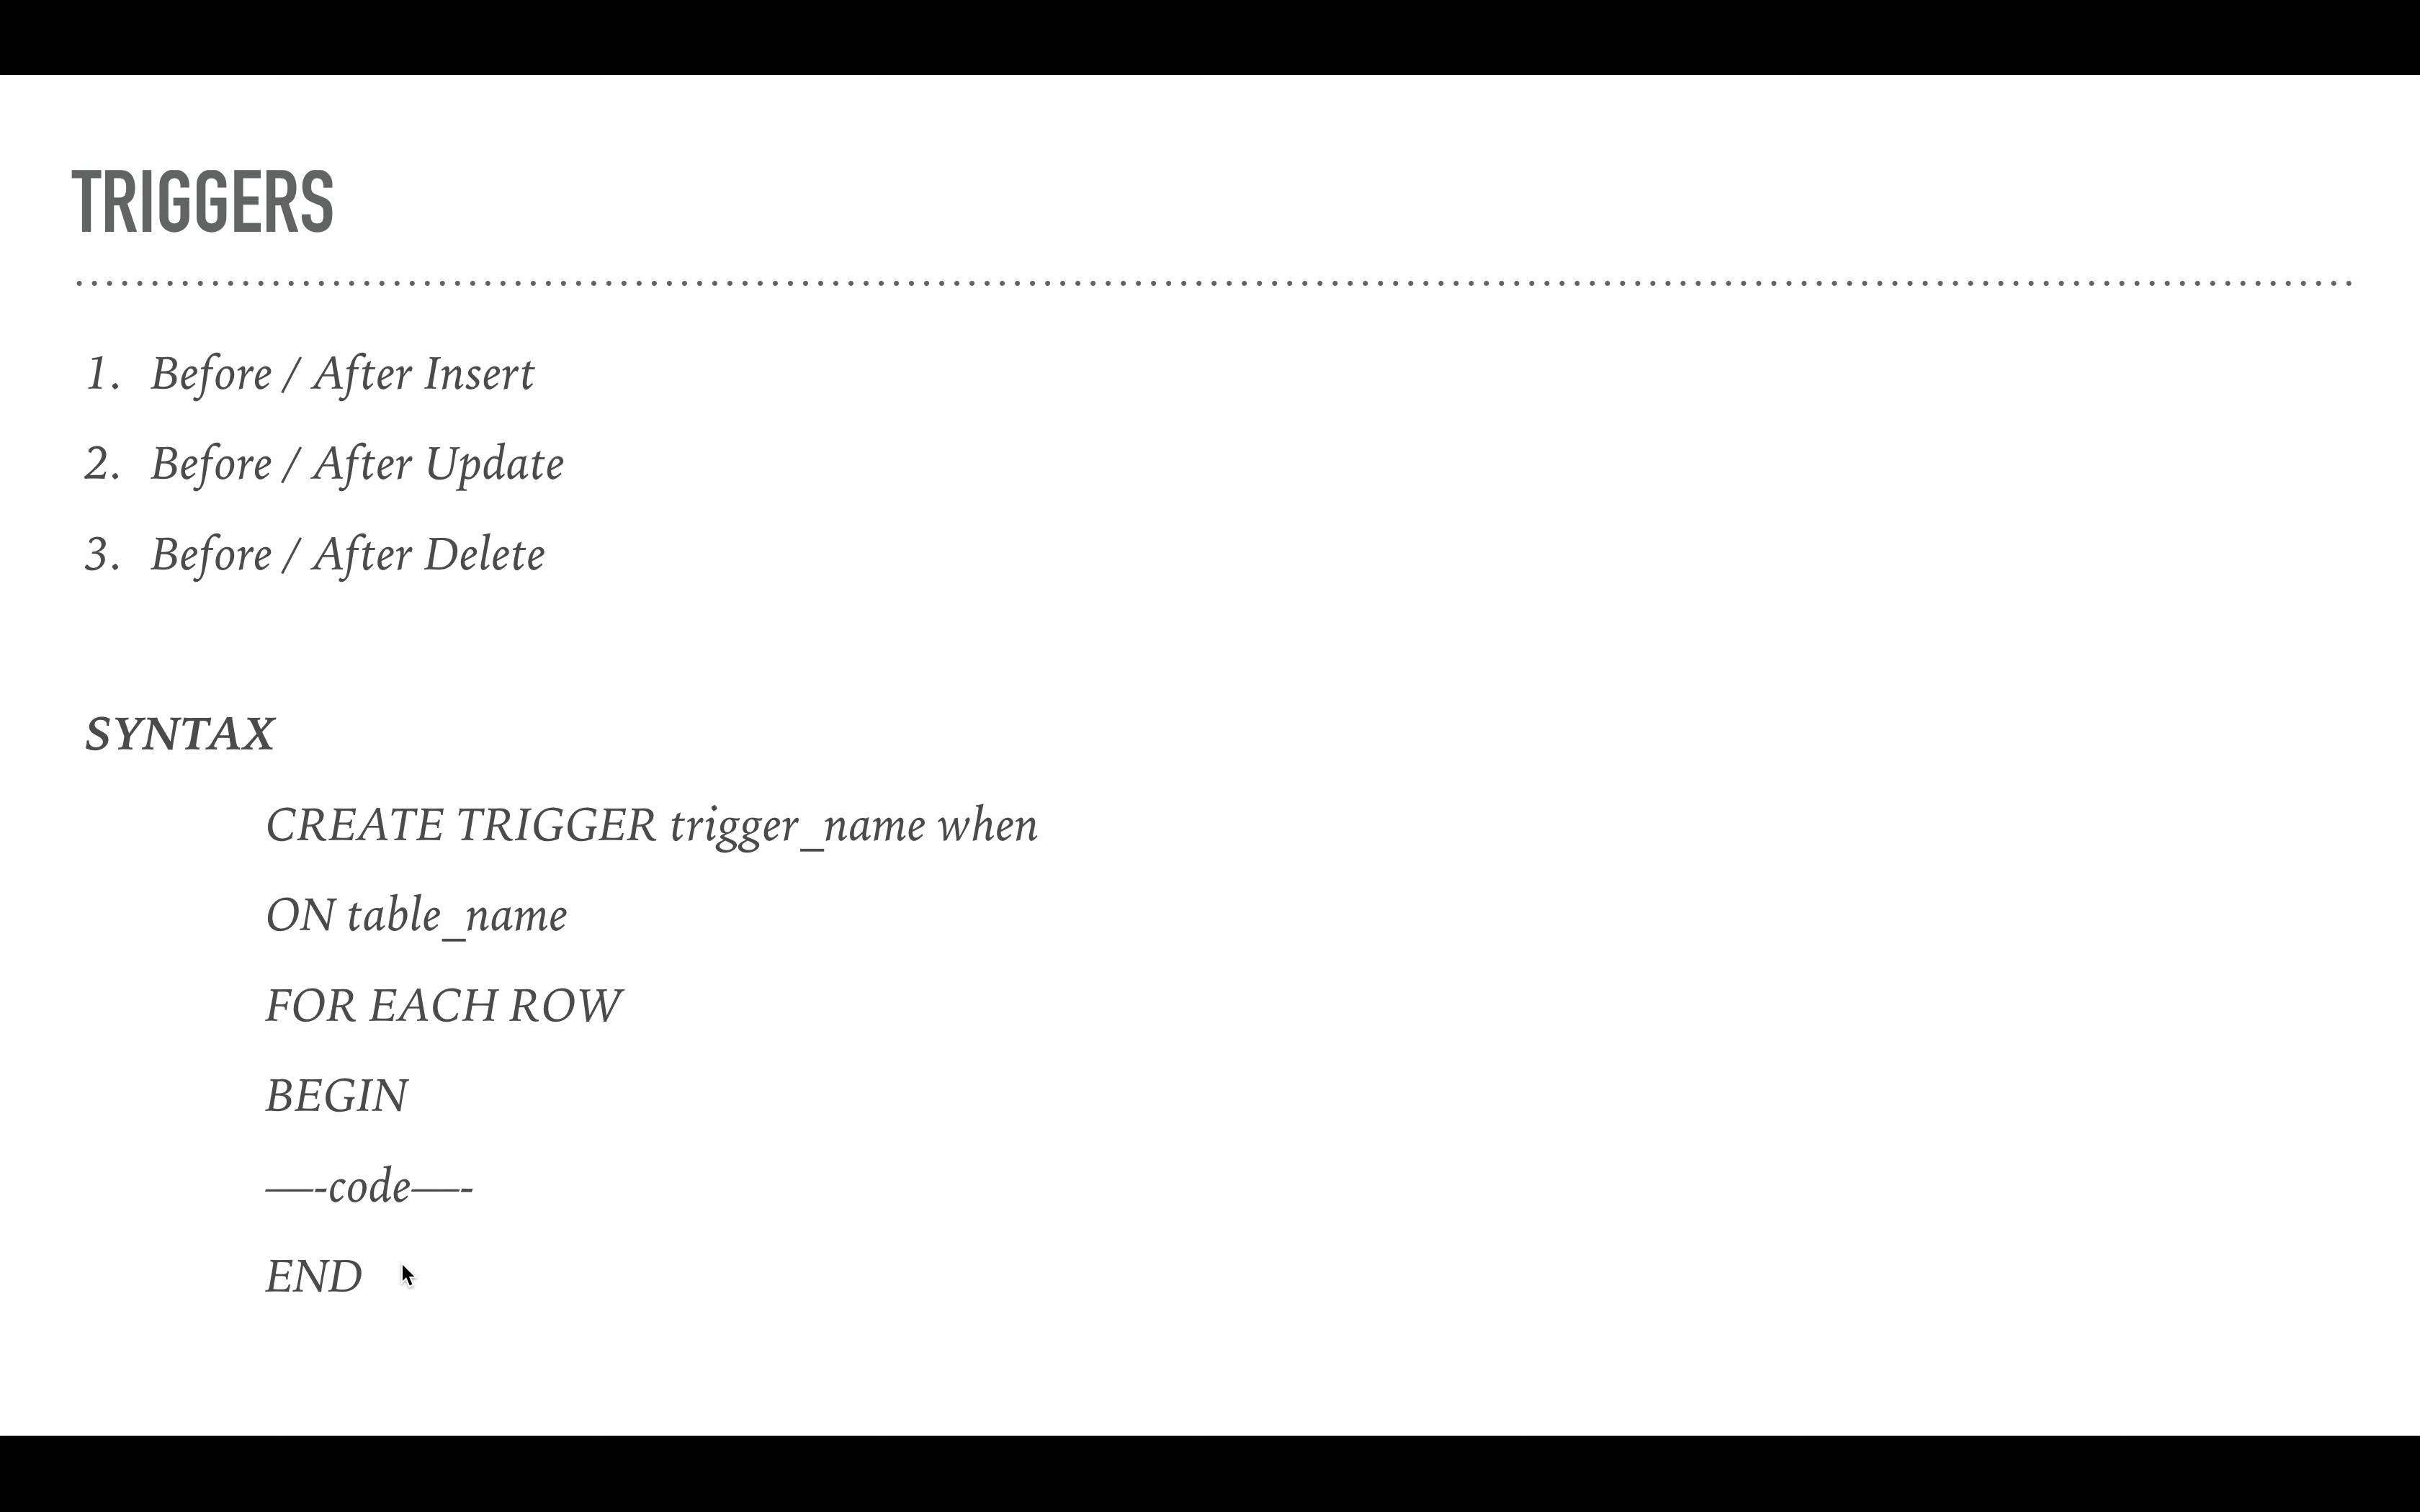 TRIGGERS
1. Before / After Insert
2. Before / After Update
3. Before / After Delete
SYNTAX
CREATE TRIGGER trigger_name when
ON table_name
FOR EACH ROW
BEGIN
—-code—-
END